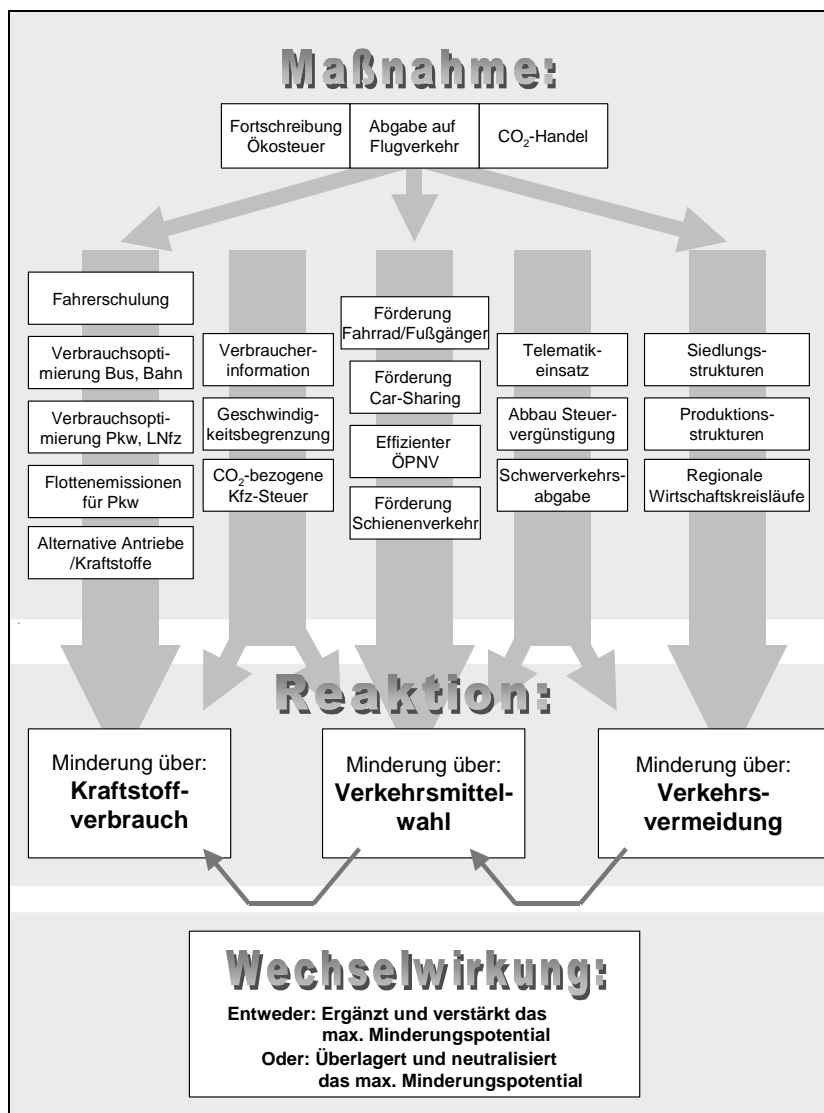 Maßnahme:
Fortschreibung
Ökosteuer
Abgabe auf
Flugverkehr
CO₂-Handel
Fahrerschulung
Verbrauchsopti-
mierung Bus, Bahn
Verbrauchsopti-
mierung Pkw, LNfz
Flottenemissionen
für Pkw
Alternative Antriebe
/Kraftstoffe
Verbraucher-
information
Geschwindig-
keitsbegrenzung
CO₂-bezogene
Kfz-Steuer
Förderung
Fahrrad/Fußgänger
Förderung
Car-Sharing
Effizienter
ÖPNV
Förderung
Schienenverkehr
Telematik-
einsatz
Abbau Steuer-
vergünstigung
Schwerverkehrs-
abgabe
Siedlungs-
strukturen
Produktions-
strukturen
Regionale
Wirtschaftskreisläufe
Reaktion:
Minderung über:
Kraftstoff-
verbrauch
Minderung über:
Verkehrsmittel-
wahl
Minderung über:
Verkehrs-
vermeidung
Wechselwirkung:
Entweder: Ergänzt und verstärkt das
max. Minderungspotential
Oder: Überlagert und neutralisiert
das max. Minderungspotential